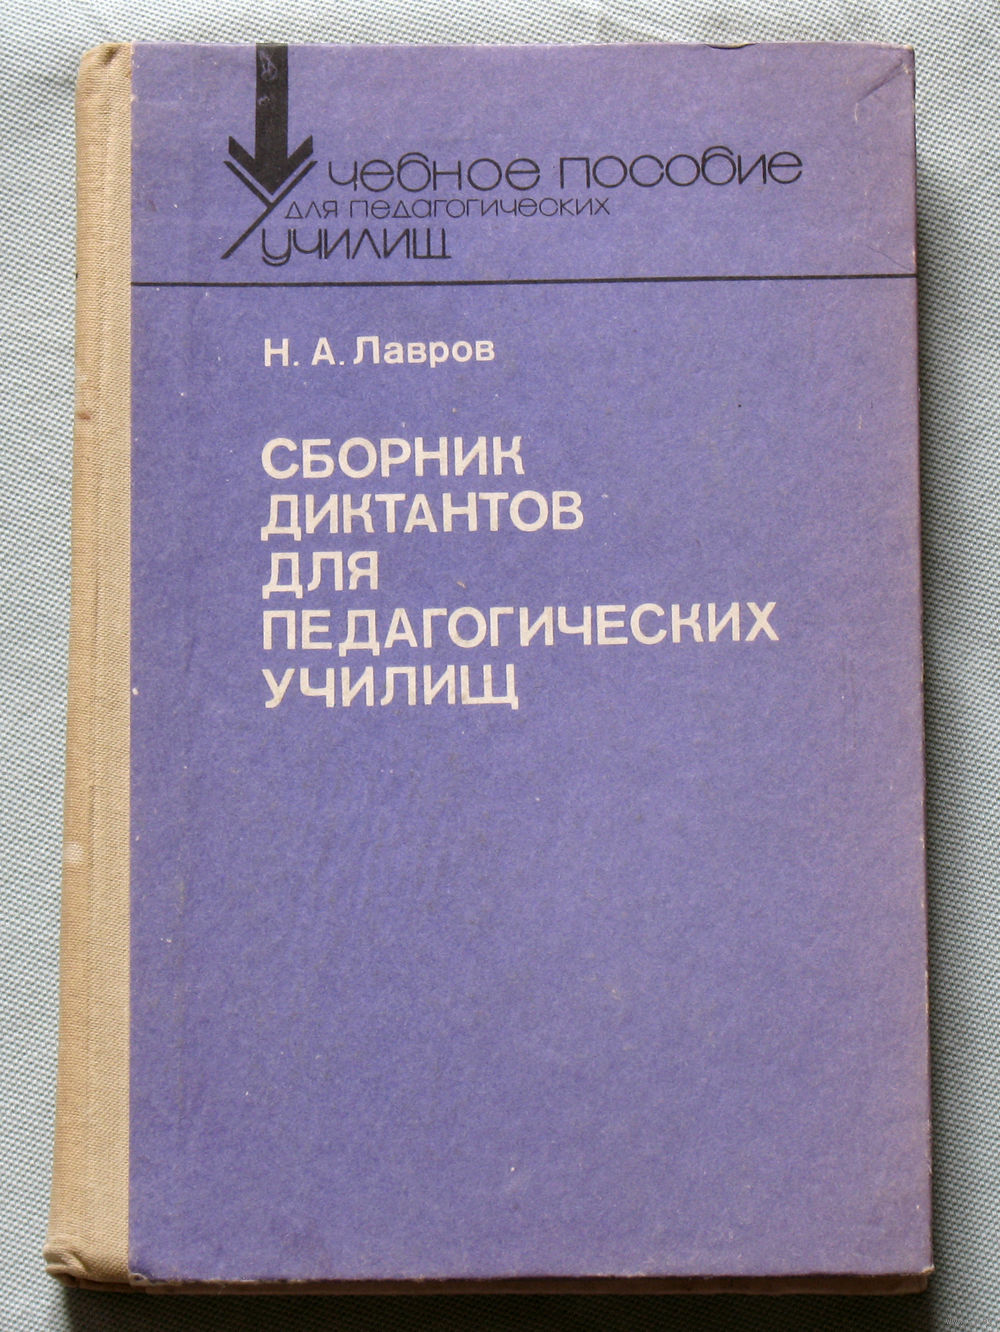 Учебное пособие
для педагогических
училищ
Н. А. Лавров
СБОРНИК
ДИКТАНТОВ
ДЛЯ
ПЕДАГОГИЧЕСКИХ
УЧИЛИЩ